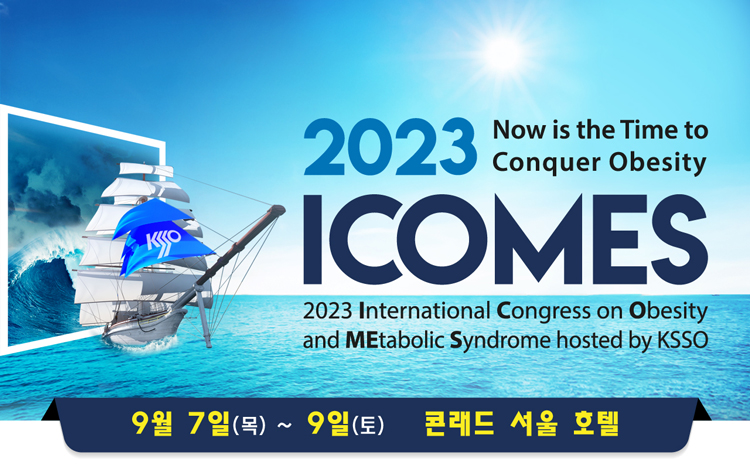 2023
Now is the Time to
Conquer Obesity
ICOMES
2023 International Congress on Obesity
and MEtabolic Syndrome hosted by KSSO
KSSO
9월 7일(목) ~ 9일(토) 콘래드 서울 호텔